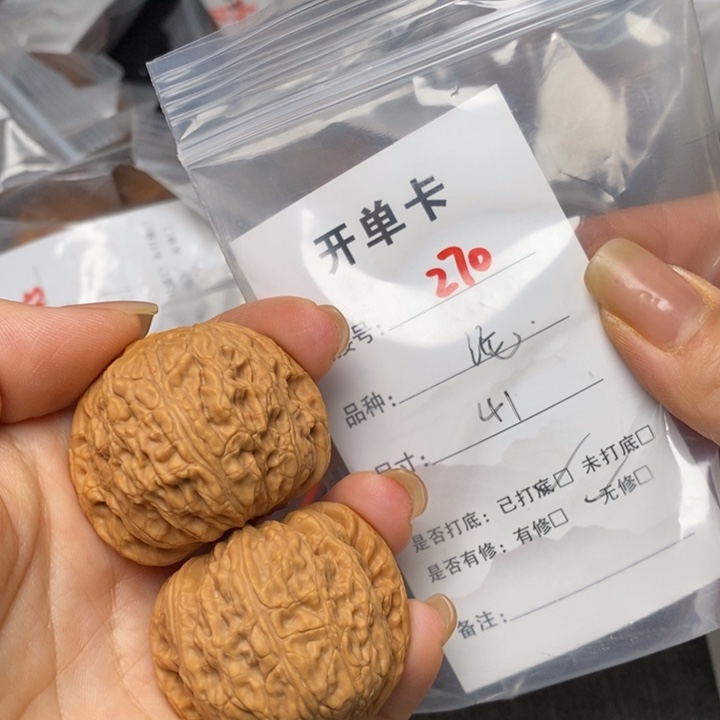 开单卡
号: 270
品种:
尺寸: 41
是否打底: 已打底☑ 未打底☐
是否有修: 有修☐ 无修☐
备注: